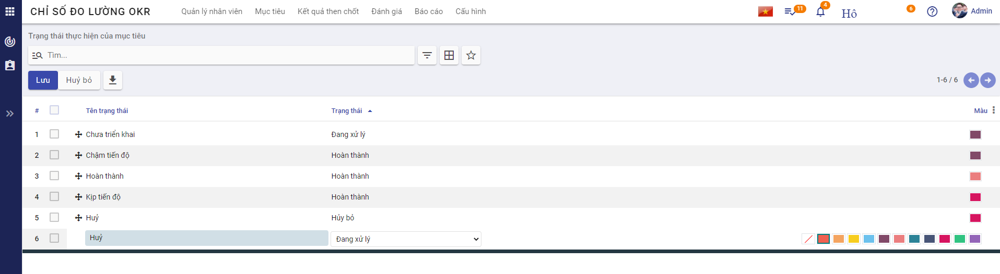 CHỈ SỐ ĐO LƯỜNG OKR Quản lý nhân viên Mục tiêu Kết quả then chốt Đánh giá Báo cáo Cấu hình 11 4 Hô 6 Admin
Trạng thái thực hiện của mục tiêu
Tìm...
Lưu Huỷ bỏ 1-6 / 6
# Tên trạng thái Trạng thái Màu
1 Chưa triển khai Đang xử lý
2 Chậm tiến độ Hoàn thành
3 Hoàn thành Hoàn thành
4 Kịp tiến độ Hoàn thành
5 Huỷ Hủy bỏ
6 Huỷ Đang xử lý